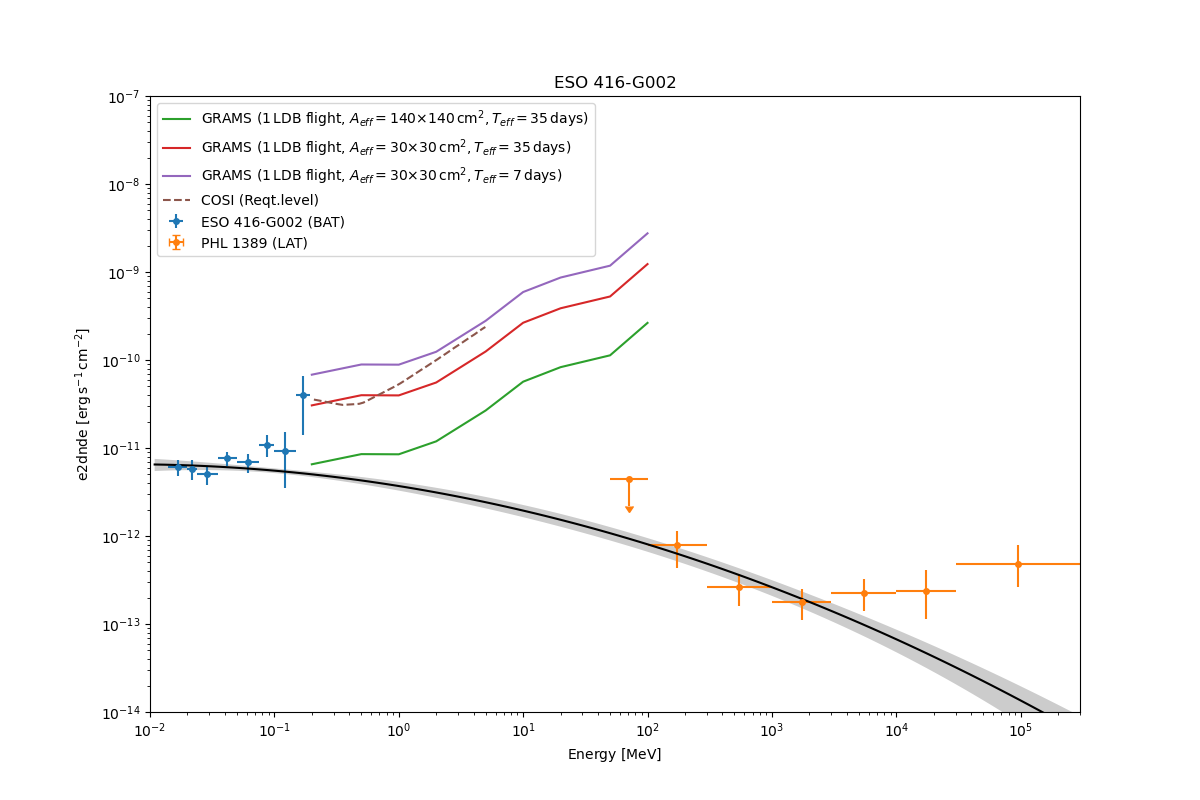 ESO 416-G002
GRAMS (1 LDB flight, A_eff = 140×140 cm², T_eff = 35 days)
GRAMS (1 LDB flight, A_eff = 30×30 cm², T_eff = 35 days)
GRAMS (1 LDB flight, A_eff = 30×30 cm², T_eff = 7 days)
COSI (Reqt.level)
ESO 416-G002 (BAT)
PHL 1389 (LAT)
e2dnde [erg s⁻¹ cm⁻²]
10⁻⁷
10⁻⁸
10⁻⁹
10⁻¹⁰
10⁻¹¹
10⁻¹²
10⁻¹³
10⁻¹⁴
10⁻² 10⁻¹ 10⁰ 10¹ 10² 10³ 10⁴ 10⁵
Energy [MeV]